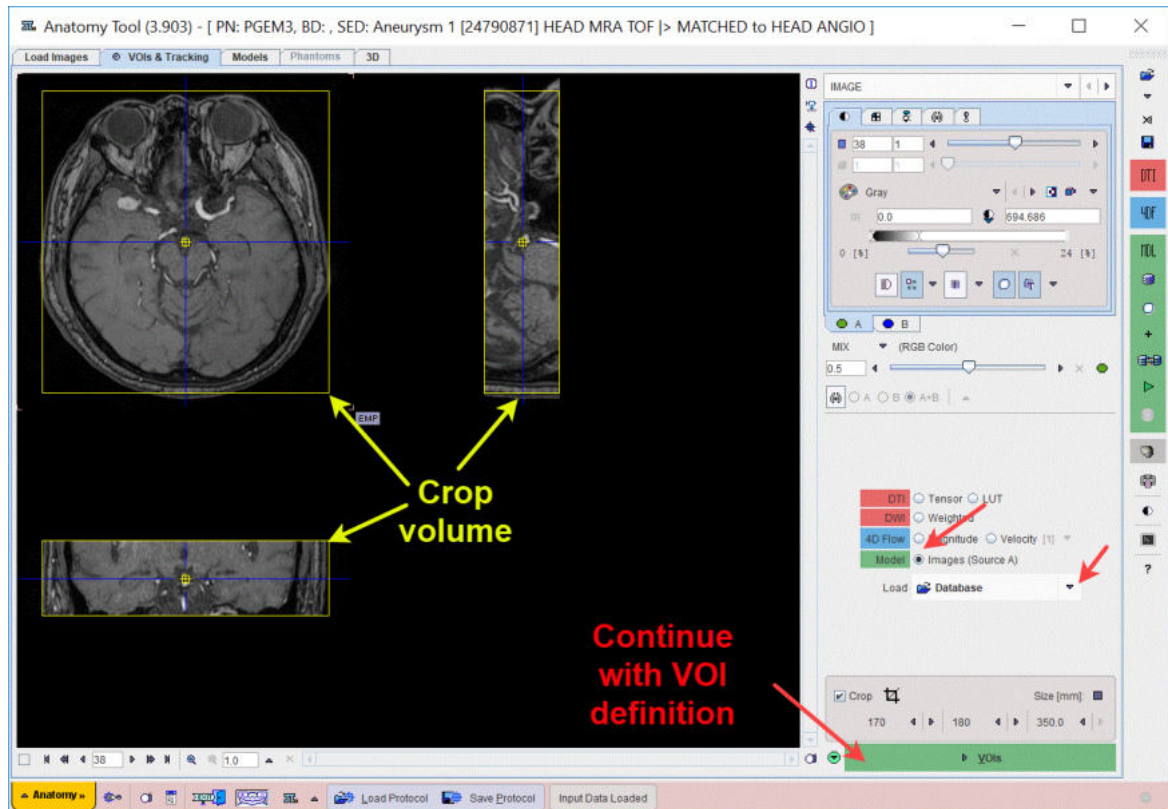 Anatomy Tool (3.903) - [ PN: PGEM3, BD: , SED: Aneurysm 1 [24790871] HEAD MRA TOF |> MATCHED to HEAD ANGIO ]
Load Images
VOIs & Tracking
Models
Phantoms
3D
IMAGE
38 1
1 1
Gray
0.0 694.686
0 [%] 24 [%]
A B
MIX (RGB Color)
0.5
A B A+B
DTI
4DF
MDL
EMP
Crop
volume
DTI Tensor LUT
DWI Weighted
4D Flow Magnitude Velocity [1]
Model Images (Source A)
Load Database
Continue
with VOI
definition
Crop Size [mm]:
170 180 350.0
VOIs
38 1.0
Anatomy »
Load Protocol
Save Protocol
Input Data Loaded
?